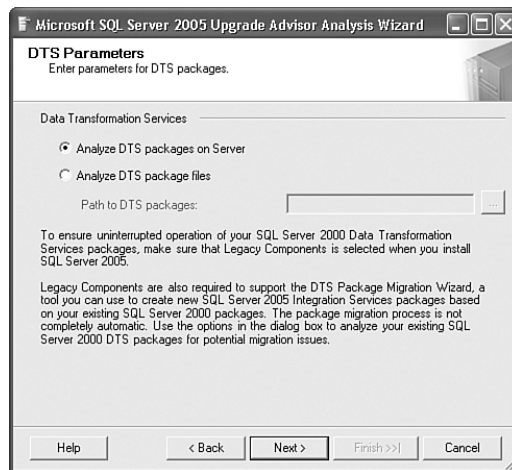 Microsoft SQL Server 2005 Upgrade Advisor Analysis Wizard
DTS Parameters
Enter parameters for DTS packages.
Data Transformation Services
Analyze DTS packages on Server
Analyze DTS package files
Path to DTS packages:
...
To ensure uninterrupted operation of your SQL Server 2000 Data Transformation
Services packages, make sure that Legacy Components is selected when you install
SQL Server 2005.
Legacy Components are also required to support the DTS Package Migration Wizard, a
tool you can use to create new SQL Server 2005 Integration Services packages based
on your existing SQL Server 2000 packages. The package migration process is not
completely automatic. Use the options in the dialog box to analyze your existing SQL
Server 2000 DTS packages for potential migration issues.
Help < Back Next > Finish >>| Cancel